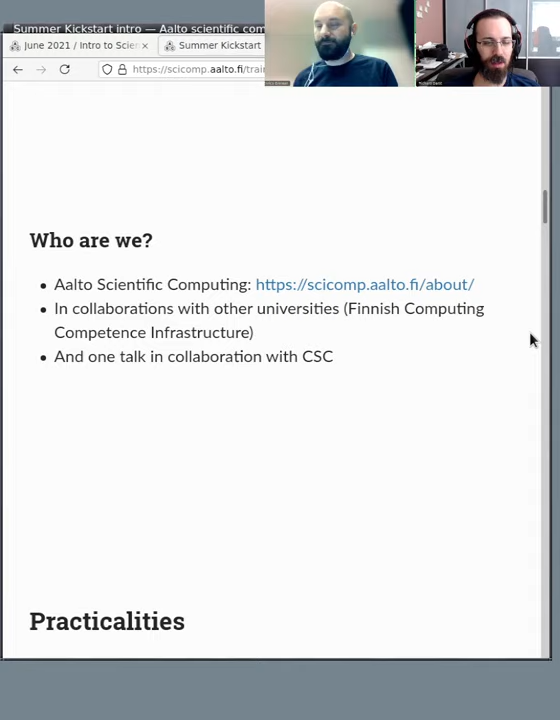 Summer Kickstart intro — Aalto scientific com
June 2021 / Intro to Scien
Summer Kickstart
https://scicomp.aalto.fi/trai
Who are we?
Aalto Scientific Computing: https://scicomp.aalto.fi/about/
In collaborations with other universities (Finnish Computing
Competence Infrastructure)
And one talk in collaboration with CSC
Practicalities